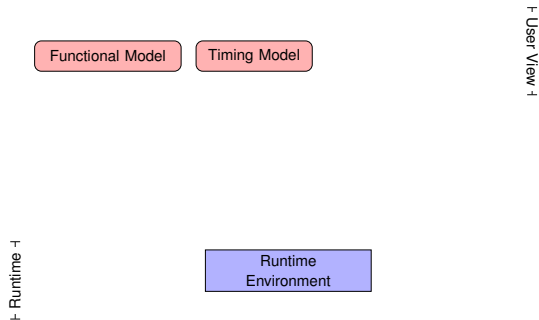 ⊢ User View ⊣
Functional Model
Timing Model
⊢ Runtime ⊣
Runtime
Environment